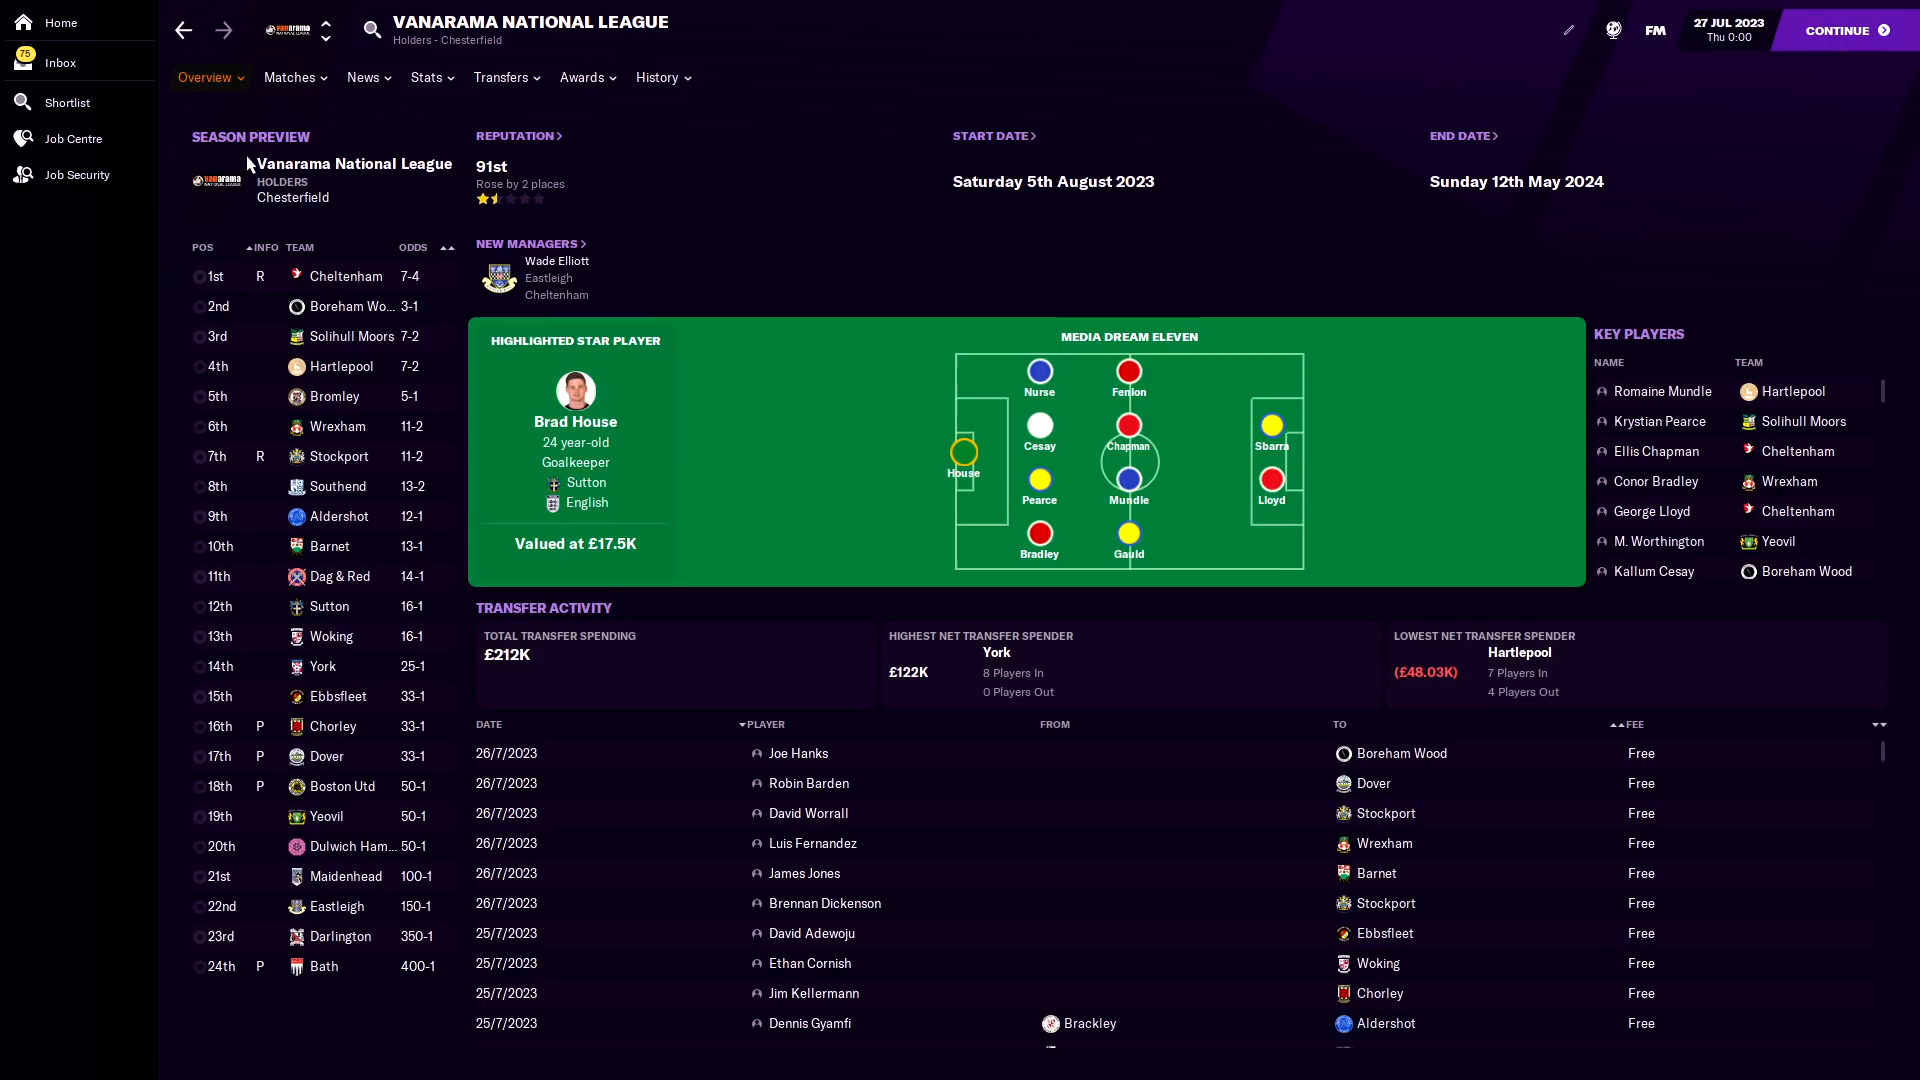 Home
75
Inbox
Shortlist
Job Centre
Job Security
VANARAMA NATIONAL LEAGUE
Holders - Chesterfield
FM
27 JUL 2023
Thu 0:00
CONTINUE
Overview
Matches
News
Stats
Transfers
Awards
History
SEASON PREVIEW
Vanarama National League
HOLDERS
Chesterfield
REPUTATION
91st
Rose by 2 places
START DATE
Saturday 5th August 2023
END DATE
Sunday 12th May 2024
POS INFO TEAM ODDS
1st R Cheltenham 7-4
2nd Boreham Wo... 3-1
3rd Solihull Moors 7-2
4th Hartlepool 7-2
5th Bromley 5-1
6th Wrexham 11-2
7th R Stockport 11-2
8th Southend 13-2
9th Aldershot 12-1
10th Barnet 13-1
11th Dag & Red 14-1
12th Sutton 16-1
13th Woking 16-1
14th York 25-1
15th Ebbsfleet 33-1
16th P Chorley 33-1
17th P Dover 33-1
18th P Boston Utd 50-1
19th Yeovil 50-1
20th Dulwich Ham... 50-1
21st Maidenhead 100-1
22nd Eastleigh 150-1
23rd Darlington 350-1
24th P Bath 400-1
NEW MANAGERS
Wade Elliott
Eastleigh
Cheltenham
HIGHLIGHTED STAR PLAYER
Brad House
24 year-old
Goalkeeper
Sutton
English
Valued at £17.5K
MEDIA DREAM ELEVEN
Nurse
Fenlon
Cesay
Chapman
Sbarra
House
Pearce
Mundle
Lloyd
Bradley
Gauld
KEY PLAYERS
NAME TEAM
Romaine Mundle Hartlepool
Krystian Pearce Solihull Moors
Ellis Chapman Cheltenham
Conor Bradley Wrexham
George Lloyd Cheltenham
M. Worthington Yeovil
Kallum Cesay Boreham Wood
TRANSFER ACTIVITY
TOTAL TRANSFER SPENDING
£212K
HIGHEST NET TRANSFER SPENDER
York
£122K
8 Players In
0 Players Out
LOWEST NET TRANSFER SPENDER
Hartlepool
(£48.03K)
7 Players In
4 Players Out
DATE PLAYER FROM TO FEE
26/7/2023 Joe Hanks Boreham Wood Free
26/7/2023 Robin Barden Dover Free
26/7/2023 David Worrall Stockport Free
26/7/2023 Luis Fernandez Wrexham Free
26/7/2023 James Jones Barnet Free
26/7/2023 Brennan Dickenson Stockport Free
25/7/2023 David Adewoju Ebbsfleet Free
25/7/2023 Ethan Cornish Woking Free
25/7/2023 Jim Kellermann Chorley Free
25/7/2023 Dennis Gyamfi Brackley Aldershot Free